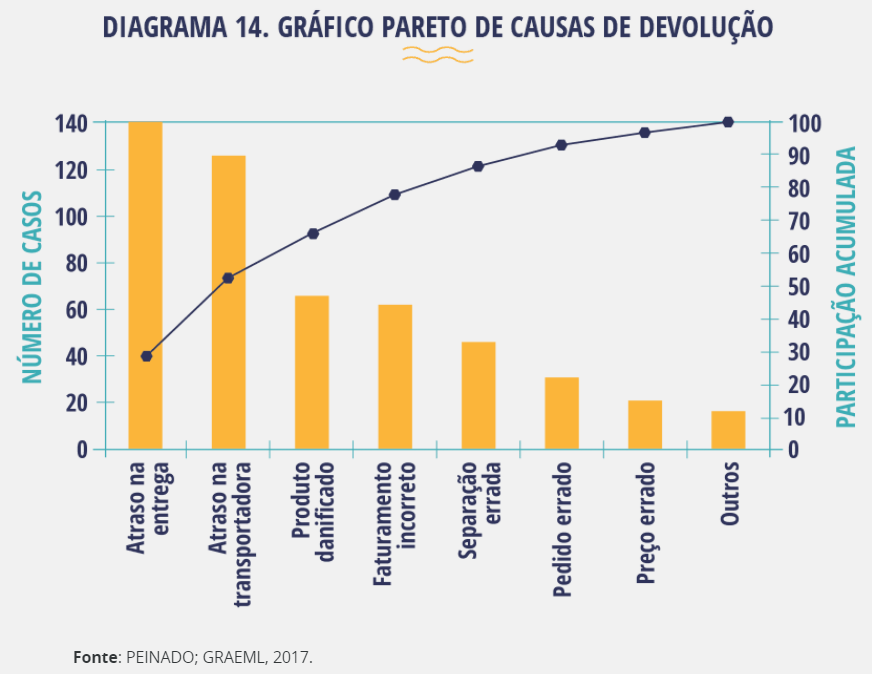 DIAGRAMA 14. GRÁFICO PARETO DE CAUSAS DE DEVOLUÇÃO
NÚMERO DE CASOS
140
120
100
80
60
40
20
0
100
90
80
70
60
50
40
30
20
10
0
PARTICIPAÇÃO ACUMULADA
Atraso na
entrega
Atraso na
transportadora
Produto
danificado
Faturamento
incorreto
Separação
errada
Pedido errado
Preço errado
Outros
Fonte: PEINADO; GRAEML, 2017.